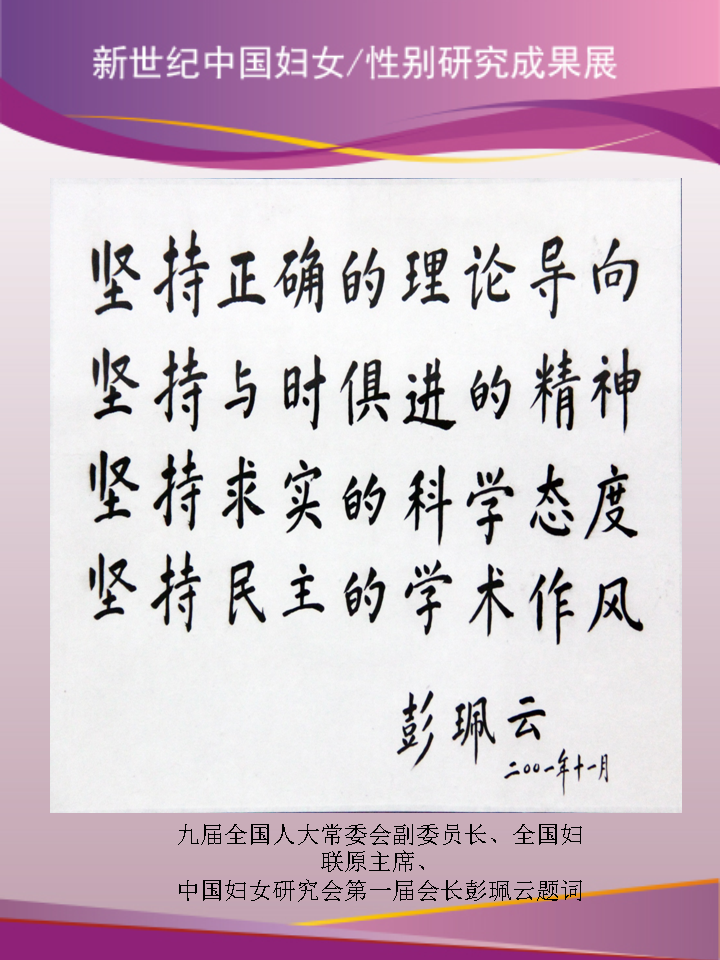 新世纪中国妇女/性别研究成果展
坚持正确的理论导向
坚持与时俱进的精神
坚持求实的科学态度
坚持民主的学术作风
彭珮云
二〇〇一年十一月
九届全国人大常委会副委员长、全国妇
联原主席、
中国妇女研究会第一届会长彭珮云题词